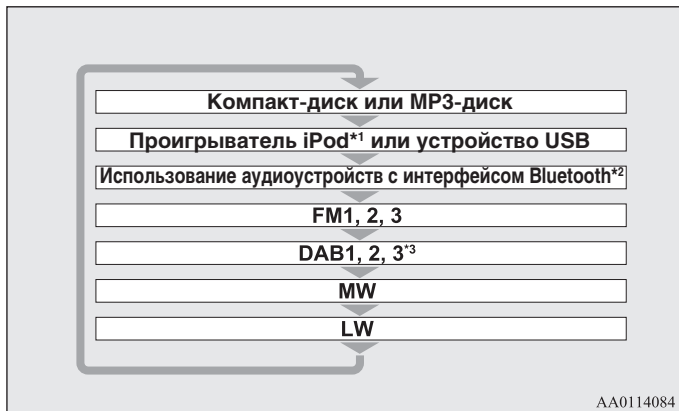 Компакт-диск или MP3-диск
Проигрыватель iPod*1 или устройство USB
Использование аудиоустройств с интерфейсом Bluetooth*2
FM1, 2, 3
DAB1, 2, 3*3
MW
LW
AA0114084